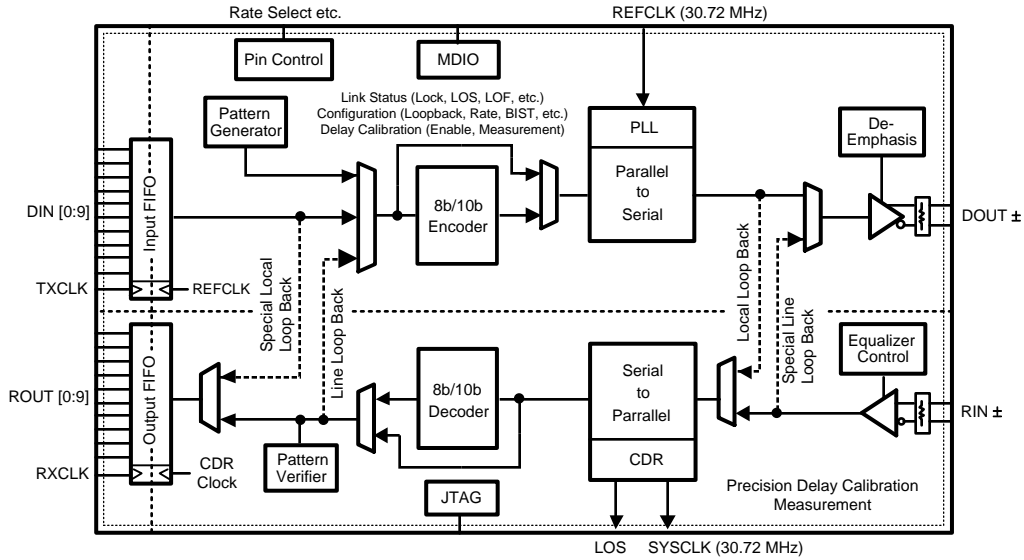 Rate Select etc.
REFCLK (30.72 MHz)
Pin Control
MDIO
Link Status (Lock, LOS, LOF, etc.)
Configuration (Loopback, Rate, BIST, etc.)
Delay Calibration (Enable, Measurement)
Pattern
Generator
PLL
Parallel
to
Serial
De-
Emphasis
DIN [0:9]
Input FIFO
8b/10b
Encoder
DOUT ±
TXCLK
REFCLK
Special Local
Loop Back
Line Loop Back
Local Loop Back
Special Line
Loop Back
Equalizer
Control
ROUT [0:9]
Output FIFO
8b/10b
Decoder
Serial
to
Parrallel
CDR
RIN ±
RXCLK
CDR
Clock
Pattern
Verifier
JTAG
Precision Delay Calibration
Measurement
LOS
SYSCLK (30.72 MHz)